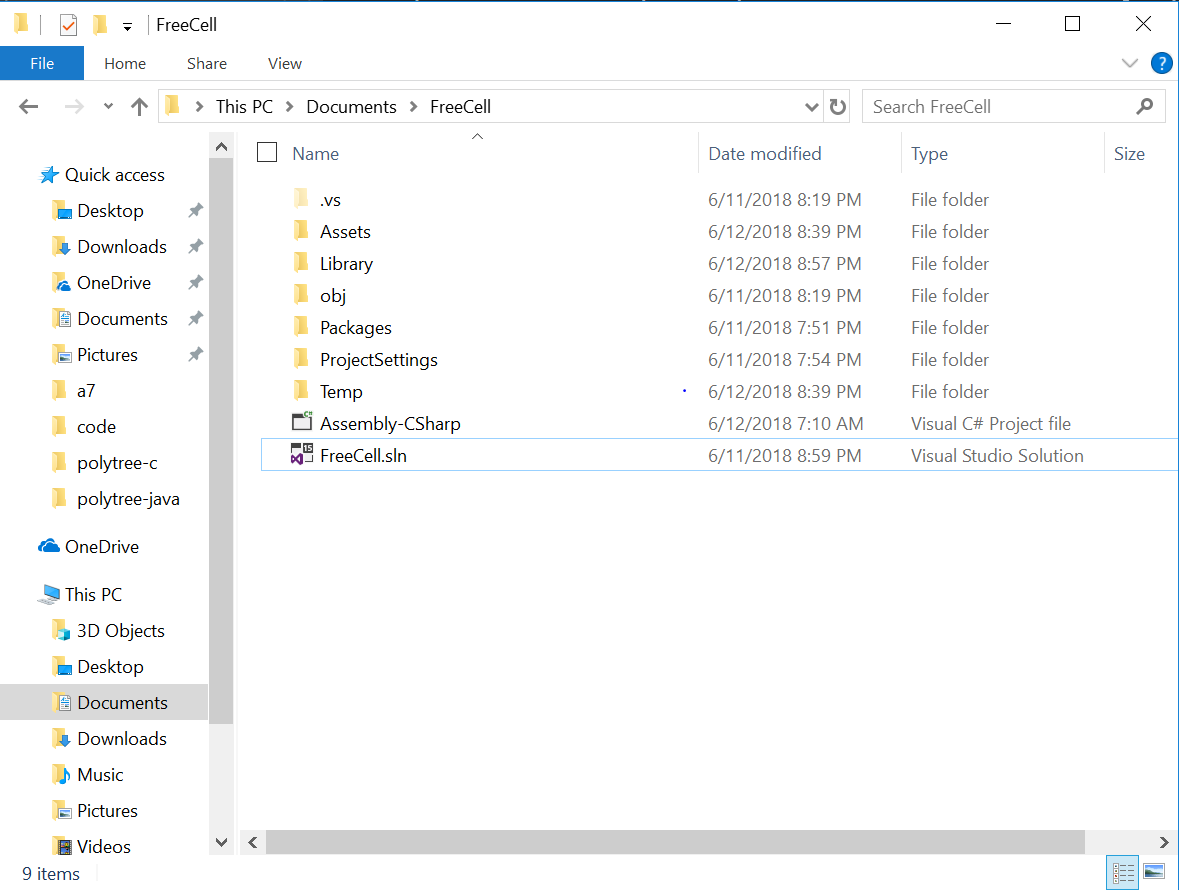 FreeCell
File Home Share View
This PC Documents FreeCell Search FreeCell
Name Date modified Type Size
Quick access
Desktop
Downloads
OneDrive
Documents
Pictures
a7
code
polytree-c
polytree-java
OneDrive
This PC
3D Objects
Desktop
Documents
Downloads
Music
Pictures
Videos
.vs 6/11/2018 8:19 PM File folder
Assets 6/12/2018 8:39 PM File folder
Library 6/12/2018 8:57 PM File folder
obj 6/11/2018 8:19 PM File folder
Packages 6/11/2018 7:51 PM File folder
ProjectSettings 6/11/2018 7:54 PM File folder
Temp 6/12/2018 8:39 PM File folder
Assembly-CSharp 6/12/2018 7:10 AM Visual C# Project file
FreeCell.sln 6/11/2018 8:59 PM Visual Studio Solution
9 items